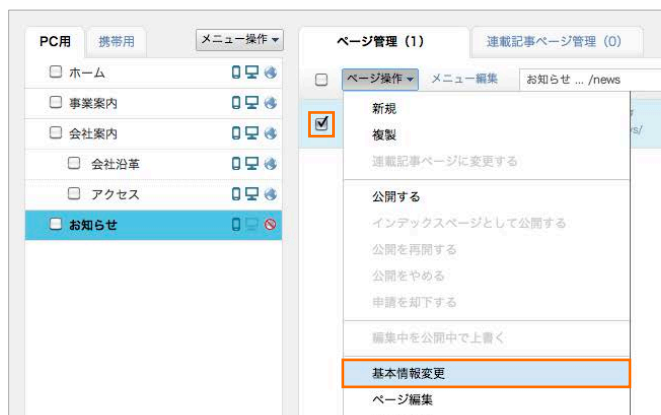 PC用 携帯用 メニュー操作
ホーム
事業案内
会社案内
会社沿革
アクセス
お知らせ
ページ管理（1） 連載記事ページ管理（0）
ページ操作 メニュー編集 お知らせ ... /news
新規
複製
連載記事ページに変更する
公開する
インデックスページとして公開する
公開を再開する
公開をやめる
申請を却下する
編集中を公開中で上書く
基本情報変更
ページ編集